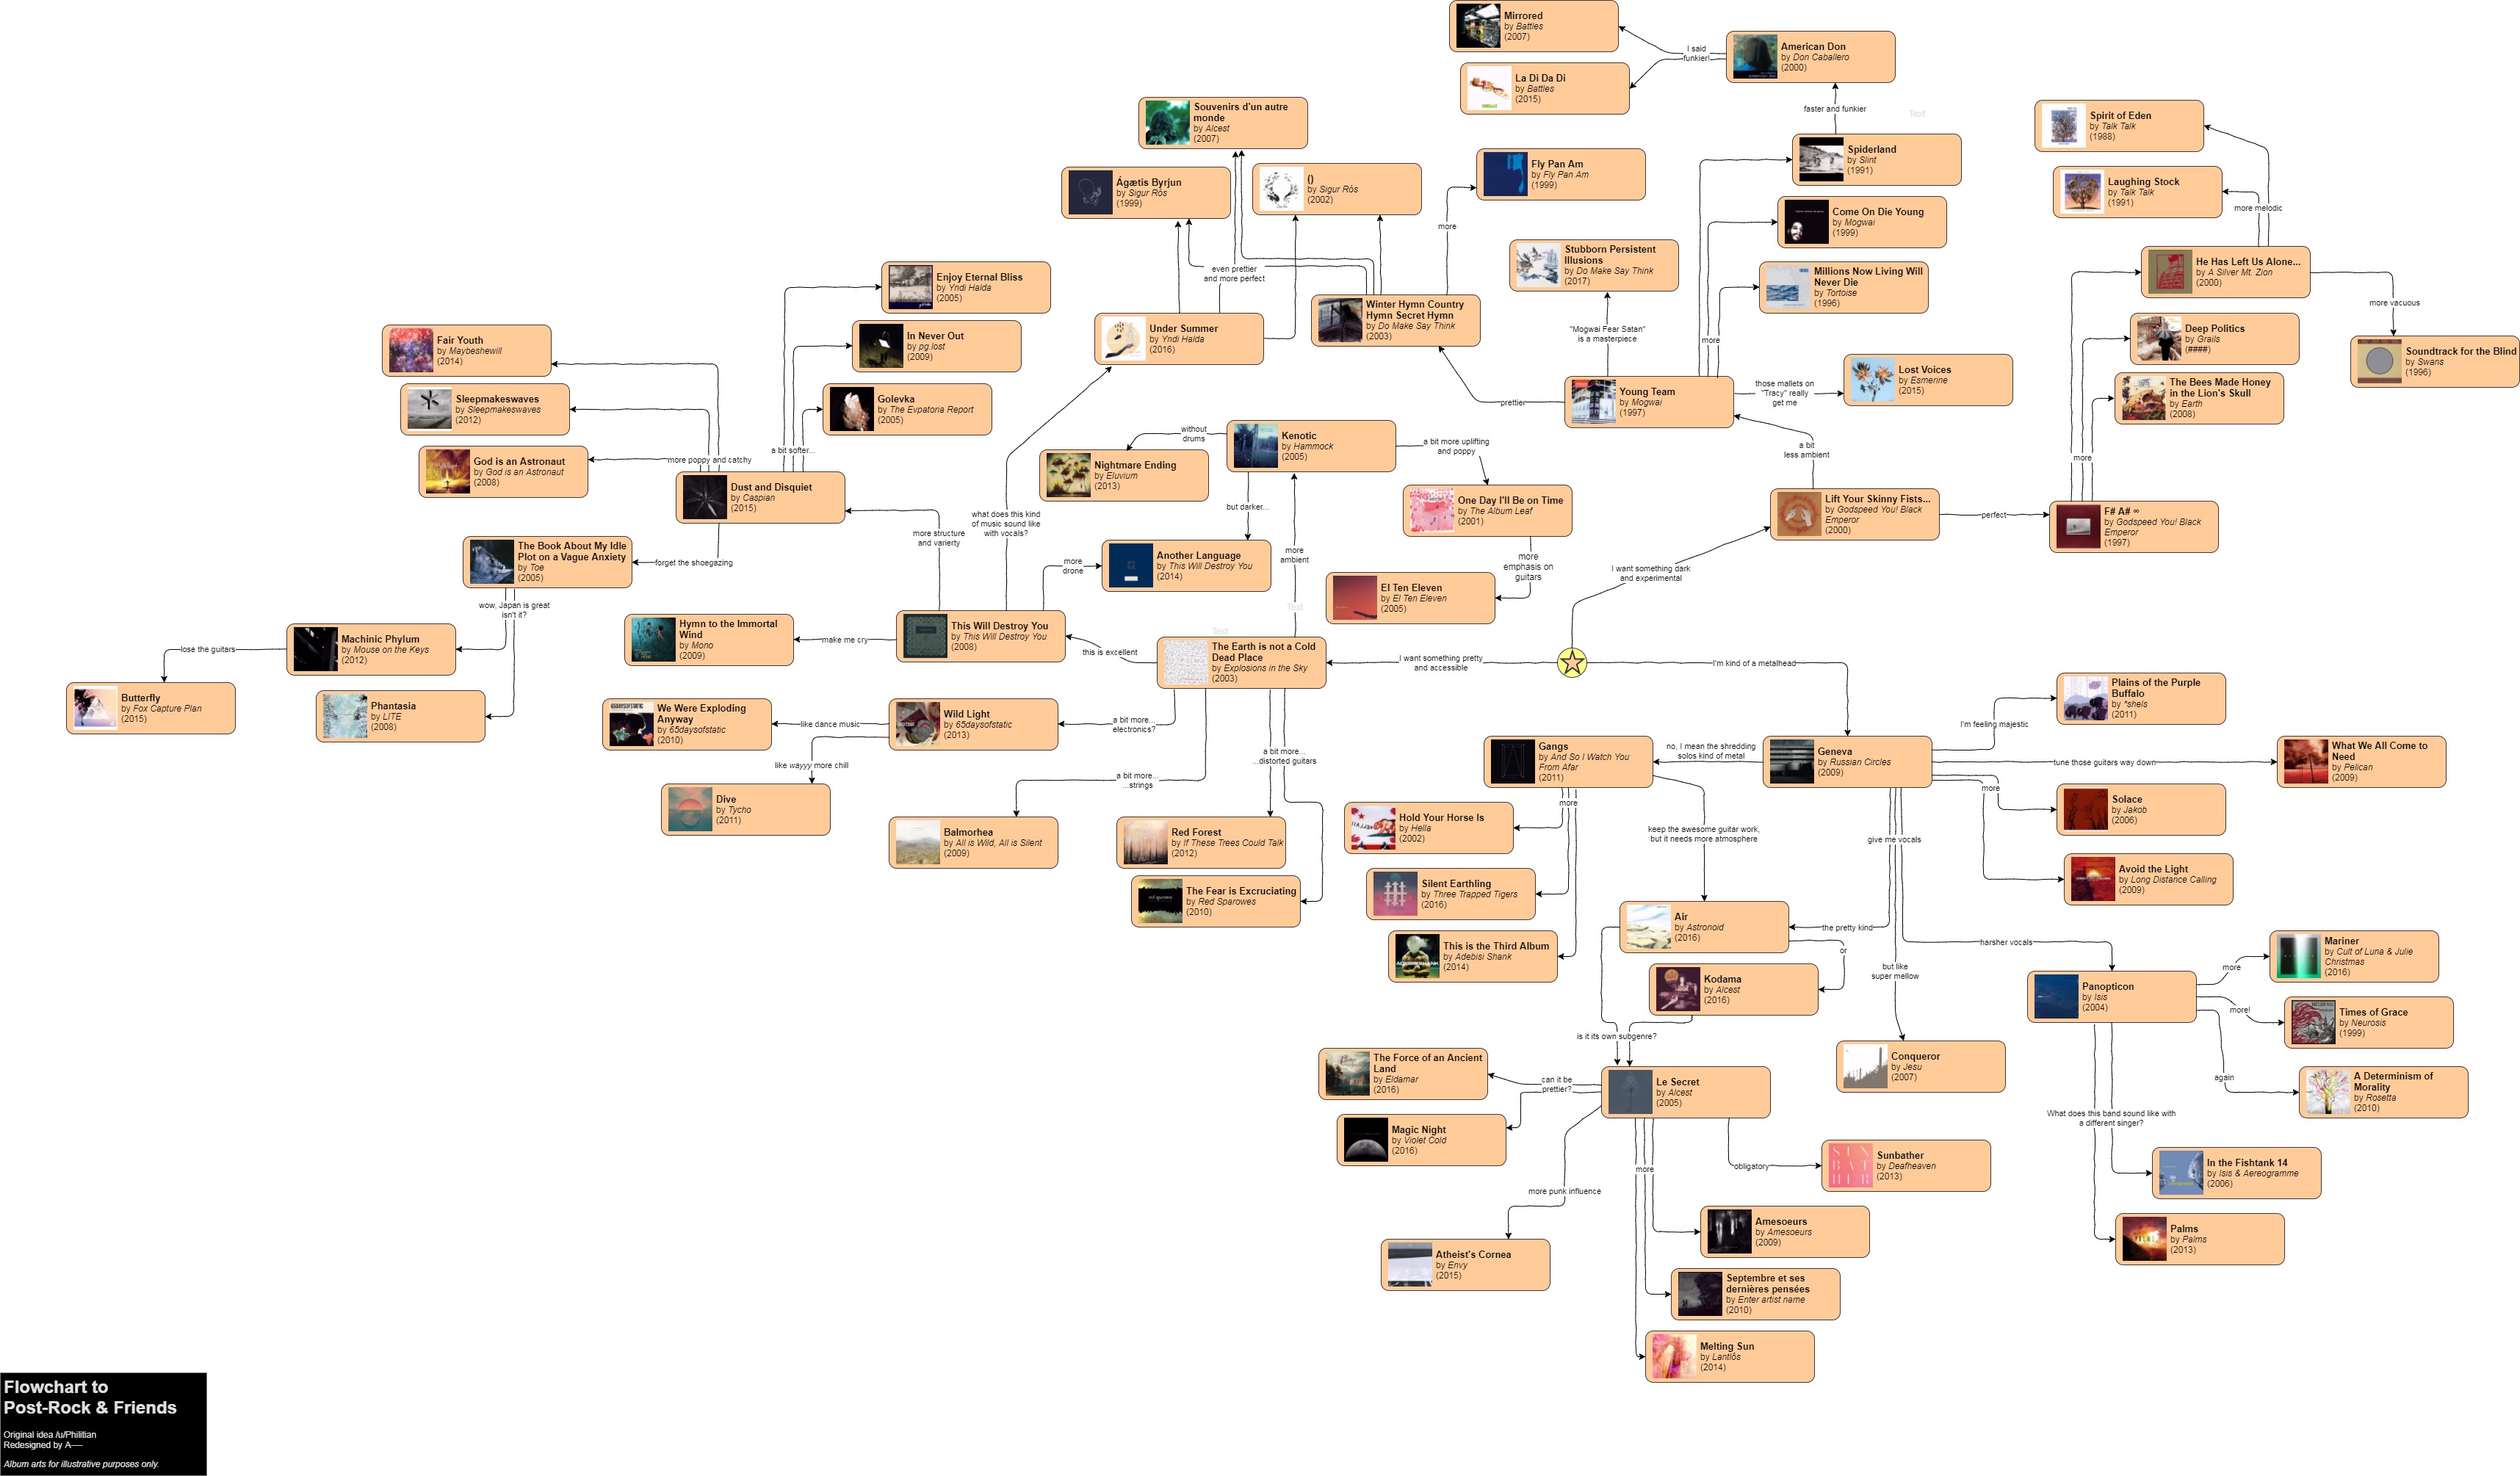 Mirrored
by Battles
(2007)
I said
funkier!
American Don
by Don Caballero
(2000)
La Di Da Di
by Battles
(2015)
faster and funkier
Text
Souvenirs d'un autre
monde
by Alcest
(2007)
Spirit of Eden
by Talk Talk
(1988)
Spiderland
by Slint
(1991)
Fly Pan Am
by Fly Pan Am
(1999)
Ágætis Byrjun
by Sigur Rós
(1999)
()
by Sigur Rós
(2002)
Laughing Stock
by Talk Talk
(1991)
more melodic
Come On Die Young
by Mogwai
(1999)
more
Stubborn Persistent
Illusions
by Do Make Say Think
(2017)
He Has Left Us Alone...
by A Silver Mt. Zion
(2000)
even prettier
and more perfect
Enjoy Eternal Bliss
by Yndi Halda
(2005)
Millions Now Living Will
Never Die
by Tortoise
(1996)
Winter Hymn Country
Hymn Secret Hymn
by Do Make Say Think
(2003)
more vacuous
Under Summer
by Yndi Halda
(2016)
"Mogwai Fear Satan"
is a masterpiece
more
Deep Politics
by Grails
(####)
Fair Youth
by Maybeshewill
(2014)
In Never Out
by pg.lost
(2009)
Soundtrack for the Blind
by Swans
(1996)
Lost Voices
by Esmerine
(2015)
those mallets on
"Tracy" really
get me
Young Team
by Mogwai
(1997)
prettier
The Bees Made Honey
in the Lion's Skull
by Earth
(2008)
Sleepmakeswaves
by Sleepmakeswaves
(2012)
Golevka
by The Evpatoria Report
(2005)
without
drums
Kenotic
by Hammock
(2005)
a bit more uplifting
and poppy
a bit
less ambient
more
God is an Astronaut
by God is an Astronaut
(2008)
more poppy and catchy
a bit softer...
Nightmare Ending
by Eluvium
(2013)
Dust and Disquiet
by Caspian
(2015)
but darker...
One Day I'll Be on Time
by The Album Leaf
(2001)
Lift Your Skinny Fists...
by Godspeed You! Black
Emperor
(2000)
perfect
F# A# ∞
by Godspeed You! Black
Emperor
(1997)
what does this kind
of music sound like
with vocals?
more structure
and varierty
The Book About My Idle
Plot on a Vague Anxiety
by Toe
(2005)
forget the shoegazing
more
drone
Another Language
by This Will Destroy You
(2014)
more
ambient
more
emphasis on
guitars
I want something dark
and experimental
El Ten Eleven
by El Ten Eleven
(2005)
wow, Japan is great
isn't it?
Text
Text
Machinic Phylum
by Mouse on the Keys
(2012)
lose the guitars
Hymn to the Immortal
Wind
by Mono
(2009)
make me cry
This Will Destroy You
by This Will Destroy You
(2008)
this is excellent
The Earth is not a Cold
Dead Place
by Explosions in the Sky
(2003)
I want something pretty
and accessible
I'm kind of a metalhead
Butterfly
by Fox Capture Plan
(2015)
Phantasia
by LITE
(2008)
We Were Exploding
Anyway
by 65daysofstatic
(2010)
like dance music
Wild Light
by 65daysofstatic
(2013)
a bit more...
electronics?
Plains of the Purple
Buffalo
by *shels
(2011)
I'm feeling majestic
like wayyy more chill
a bit more...
...distorted guitars
Gangs
by And So I Watch You
From Afar
(2011)
no, I mean the shredding
solos kind of metal
Geneva
by Russian Circles
(2009)
tune those guitars way down
What We All Come to
Need
by Pelican
(2009)
a bit more...
...strings
Dive
by Tycho
(2011)
more
more
Solace
by Jakob
(2006)
Hold Your Horse Is
by Hella
(2002)
Balmorhea
by All is Wild, All is Silent
(2009)
Red Forest
by If These Trees Could Talk
(2012)
keep the awesome guitar work,
but it needs more atmosphere
give me vocals
Avoid the Light
by Long Distance Calling
(2009)
The Fear is Excruciating
by Red Sparowes
(2010)
Silent Earthling
by Three Trapped Tigers
(2016)
Air
by Astronoid
(2016)
the pretty kind
harsher vocals
This is the Third Album
by Adebisi Shank
(2014)
or
Mariner
by Cult of Luna & Julie
Christmas
(2016)
more
but like
super mellow
Kodama
by Alcest
(2016)
Panopticon
by Isis
(2004)
more!
Times of Grace
by Neurosis
(1999)
is it its own subgenre?
The Force of an Ancient
Land
by Eldamar
(2016)
can it be
prettier?
Le Secret
by Alcest
(2005)
Conqueror
by Jesu
(2007)
again
A Determinism of
Morality
by Rosetta
(2010)
Magic Night
by Violet Cold
(2016)
What does this band sound like with
a different singer?
more
obligatory
Sunbather
by Deafheaven
(2013)
In the Fishtank 14
by Isis & Aereogramme
(2006)
more punk influence
Amesoeurs
by Amesoeurs
(2009)
Palms
by Palms
(2013)
Atheist's Cornea
by Envy
(2015)
Septembre et ses
dernières pensées
by Enter artist name
(2010)
Melting Sun
by Lantlôs
(2014)
Flowchart to
Post-Rock & Friends
Original idea /u/Philitian
Redesigned by A----
Album arts for illustrative purposes only.